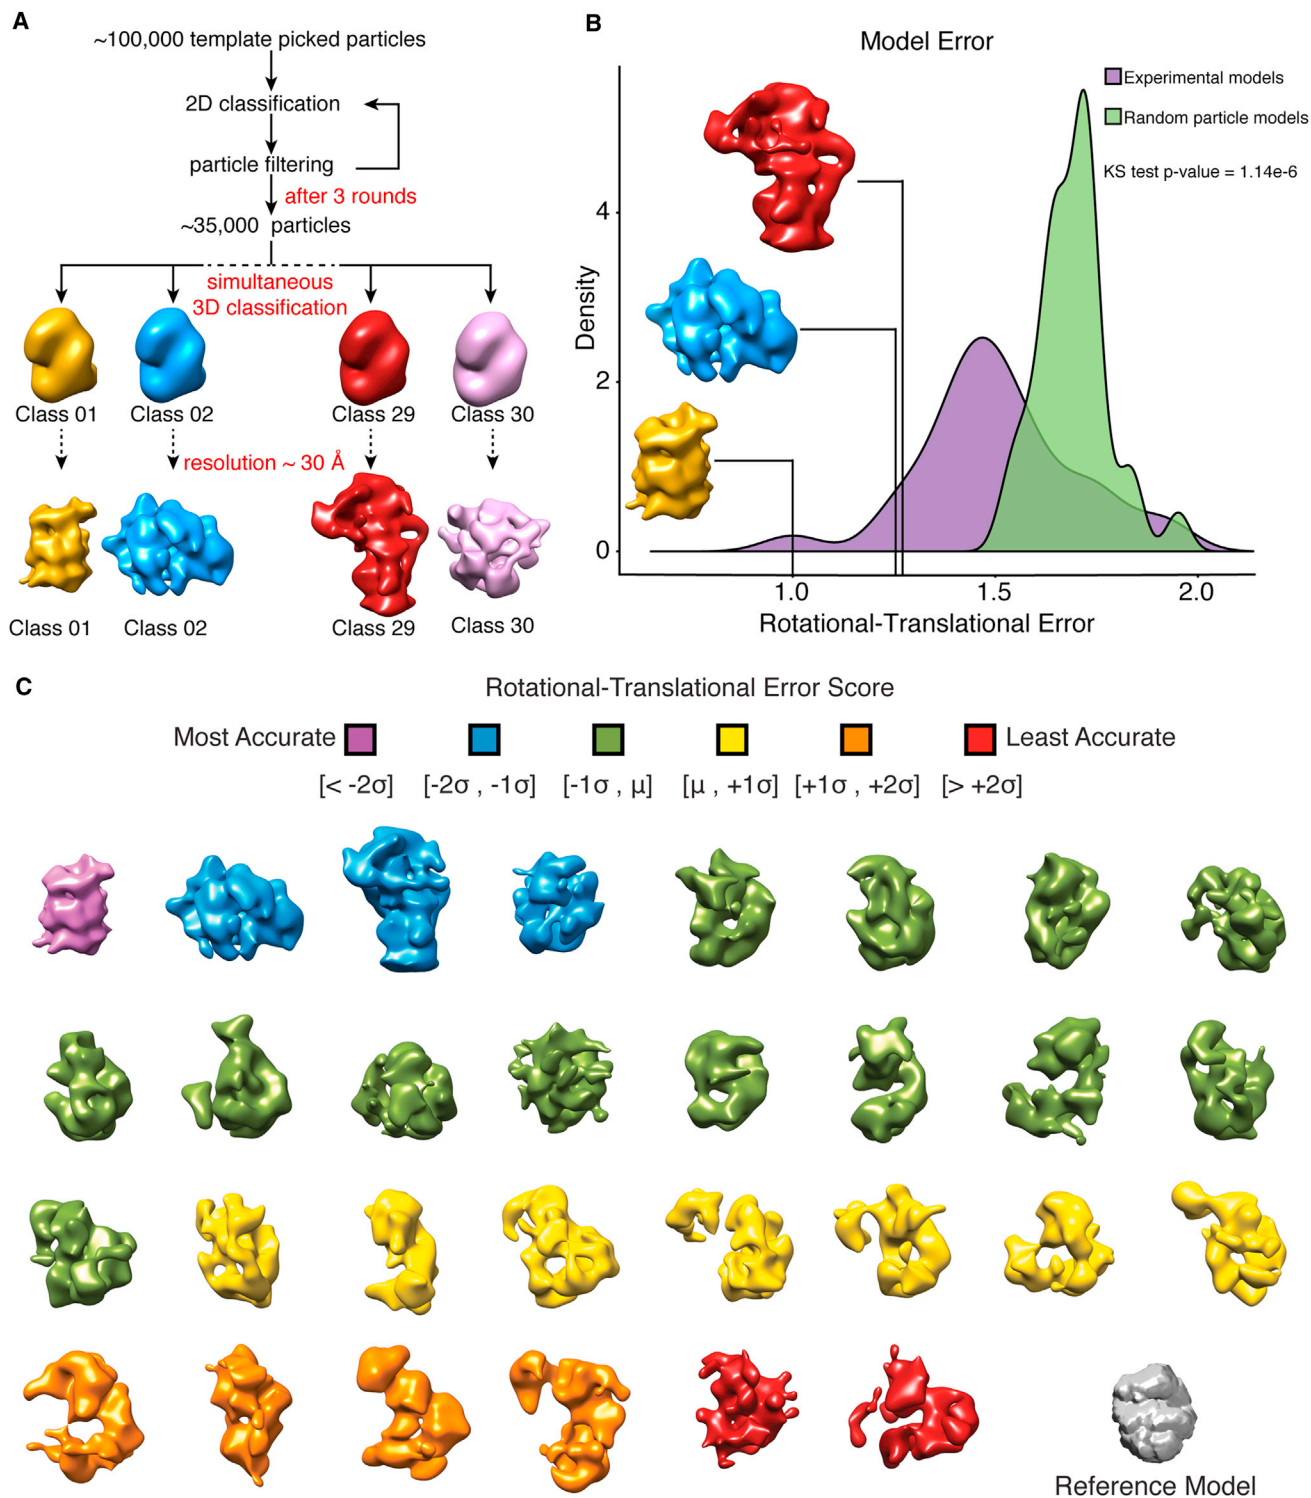 A
~100,000 template picked particles
2D classification
particle filtering
after 3 rounds
~35,000 particles
simultaneous
3D classification
Class 01
Class 02
Class 29
Class 30
resolution ~ 30 Å
Class 01
Class 02
Class 29
Class 30
B
Model Error
Experimental models
Random particle models
KS test p-value = 1.14e-6
Density
4
2
0
1.0
1.5
2.0
Rotational-Translational Error
C
Rotational-Translational Error Score
Most Accurate
Least Accurate
[< -2σ]
[-2σ , -1σ]
[-1σ , μ]
[μ , +1σ]
[+1σ , +2σ]
[> +2σ]
Reference Model